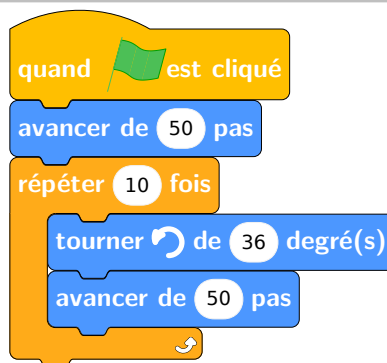 quand est cliqué
avancer de 50 pas
répéter 10 fois
tourner de 36 degré(s)
avancer de 50 pas